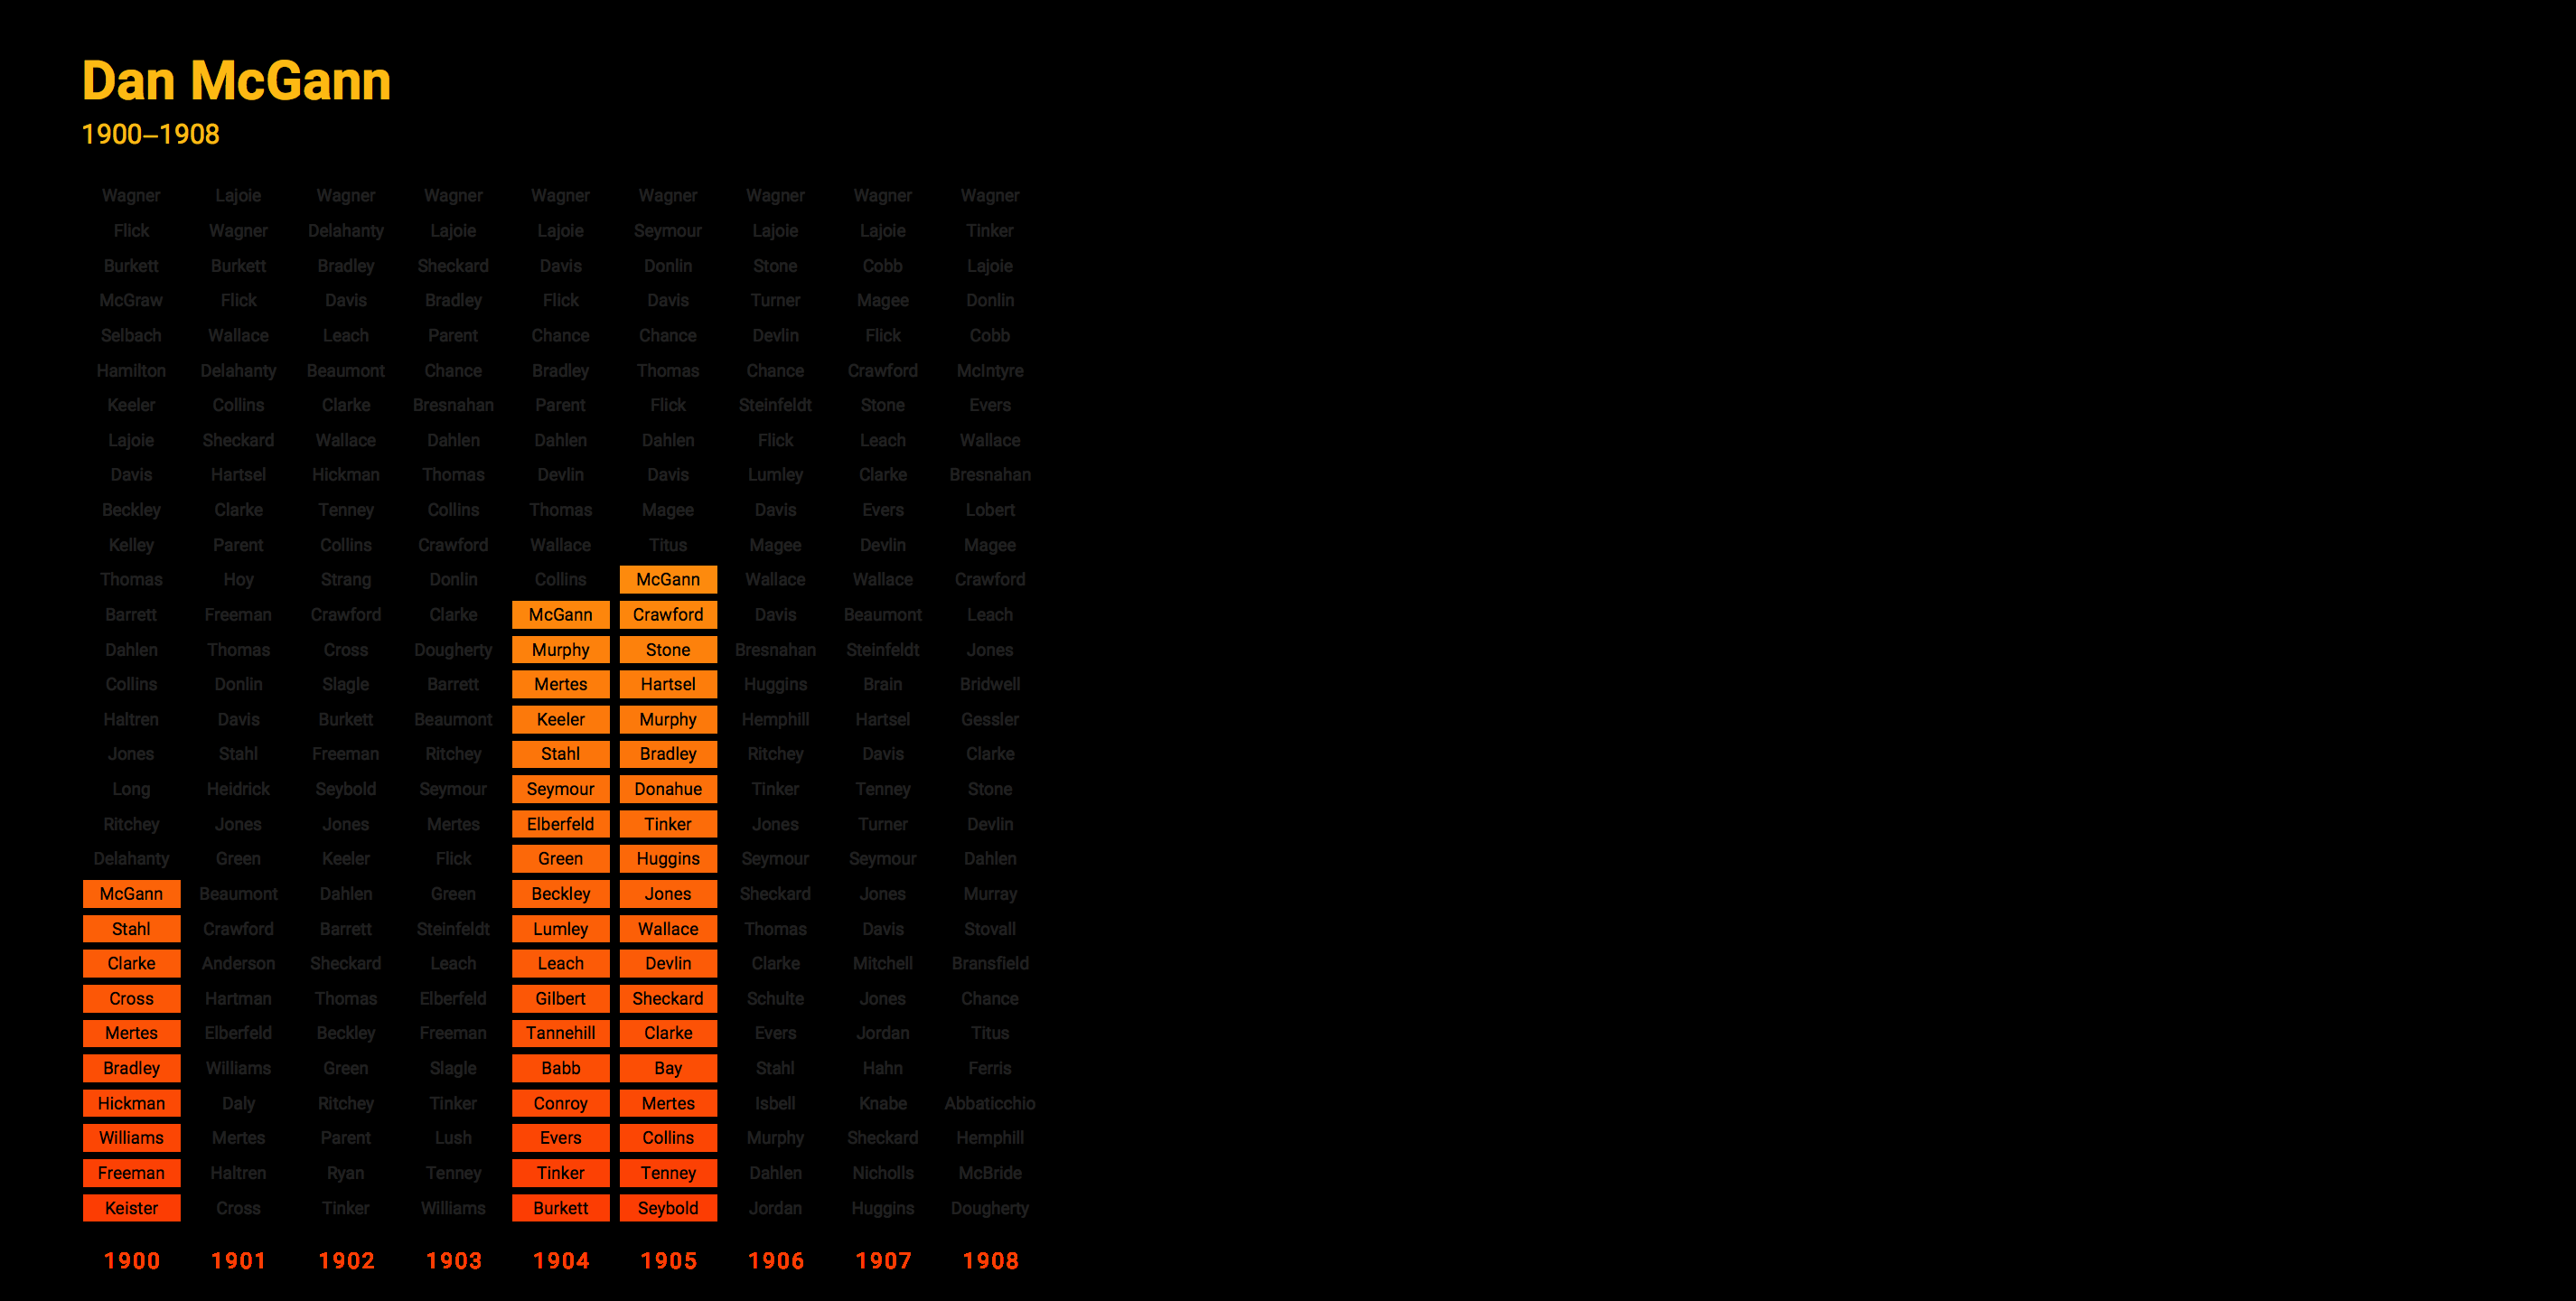 Dan McGann
1900–1908
Wagner Lajoie Wagner Wagner Wagner Wagner Wagner Wagner Wagner
Flick Wagner Delahanty Lajoie Lajoie Seymour Lajoie Lajoie Tinker
Burkett Burkett Bradley Sheckard Davis Donlin Stone Cobb Lajoie
McGraw Flick Davis Bradley Flick Davis Turner Magee Donlin
Selbach Wallace Leach Parent Chance Chance Devlin Flick Cobb
Hamilton Delahanty Beaumont Chance Bradley Thomas Chance Crawford McIntyre
Keeler Collins Clarke Bresnahan Parent Flick Steinfeldt Stone Evers
Lajoie Sheckard Wallace Dahlen Dahlen Dahlen Flick Leach Wallace
Davis Hartsel Hickman Thomas Devlin Davis Lumley Clarke Bresnahan
Beckley Clarke Tenney Collins Thomas Magee Davis Evers Lobert
Kelley Parent Collins Crawford Wallace Titus Magee Devlin Magee
Thomas Hoy Strang Donlin Collins McGann Wallace Wallace Crawford
Barrett Freeman Crawford Clarke McGann Crawford Davis Beaumont Leach
Dahlen Thomas Cross Dougherty Murphy Stone Bresnahan Steinfeldt Jones
Collins Donlin Slagle Barrett Mertes Hartsel Huggins Brain Bridwell
Haltren Davis Burkett Beaumont Keeler Murphy Hemphill Hartsel Gessler
Jones Stahl Freeman Ritchey Stahl Bradley Ritchey Davis Clarke
Long Heidrick Seybold Seymour Seymour Donahue Tinker Tenney Stone
Ritchey Jones Jones Mertes Elberfeld Tinker Jones Turner Devlin
Delahanty Green Keeler Flick Green Huggins Seymour Seymour Dahlen
McGann Beaumont Dahlen Green Beckley Jones Sheckard Jones Murray
Stahl Crawford Barrett Steinfeldt Lumley Wallace Thomas Davis Stovall
Clarke Anderson Sheckard Leach Leach Devlin Clarke Mitchell Bransfield
Cross Hartman Thomas Elberfeld Gilbert Sheckard Schulte Jones Chance
Mertes Elberfeld Beckley Freeman Tannehill Clarke Evers Jordan Titus
Bradley Williams Green Slagle Babb Bay Stahl Hahn Ferris
Hickman Daly Ritchey Tinker Conroy Mertes Isbell Knabe Abbaticchio
Williams Mertes Parent Lush Evers Collins Murphy Sheckard Hemphill
Freeman Haltren Ryan Tenney Tinker Tenney Dahlen Nicholls McBride
Keister Cross Tinker Williams Burkett Seybold Jordan Huggins Dougherty
1900 1901 1902 1903 1904 1905 1906 1907 1908